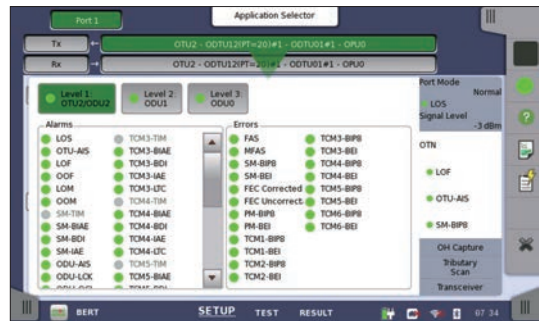 Port 1
Application Selector
Tx
OTU2 - ODTU12(PT=20)#1 - ODTU01#1 - OPU0
Rx
OTU2 - ODTU12(PT=20)#1 - ODTU01#1 - OPU0
Level 1:
OTU2/ODU2
Level 2:
ODU1
Level 3:
ODU0
Port Mode
Normal
LOS
Signal Level
-3 dBm
Alarms
LOS
OTU-AIS
LOF
OOF
LOM
OOM
SM-TIM
SM-BIAE
SM-BDI
SM-IAE
ODU-AIS
ODU-LCK
TCM3-TIM
TCM3-BIAE
TCM3-BDI
TCM3-IAE
TCM3-LTC
TCM4-TIM
TCM4-BIAE
TCM4-BDI
TCM4-IAE
TCM4-LTC
TCM5-TIM
TCM5-BIAE
Errors
FAS
MFAS
SM-BIP8
SM-BEI
FEC Corrected
FEC Uncorrect
PM-BIP8
PM-BEI
TCM1-BIP8
TCM1-BEI
TCM2-BIP8
TCM2-BEI
TCM3-BIP8
TCM3-BEI
TCM4-BIP8
TCM4-BEI
TCM5-BIP8
TCM5-BEI
TCM6-BIP8
TCM6-BEI
OTN
LOF
OTU-AIS
SM-BIP8
OH Capture
Tributary
Scan
Transceiver
BERT
SETUP
TEST
RESULT
07 34